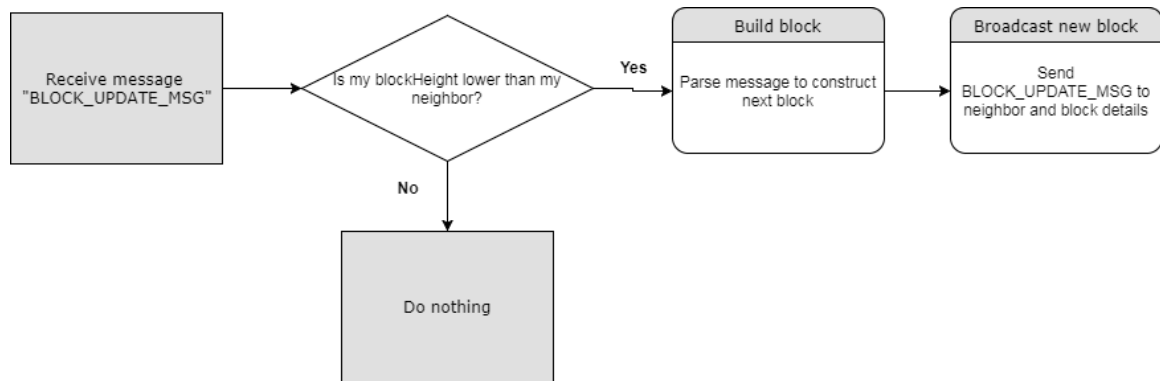 Receive message
"BLOCK_UPDATE_MSG"
Is my blockHeight lower than my
neighbor?
Yes
No
Do nothing
Build block
Parse message to construct
next block
Broadcast new block
Send
BLOCK_UPDATE_MSG to
neighbor and block details